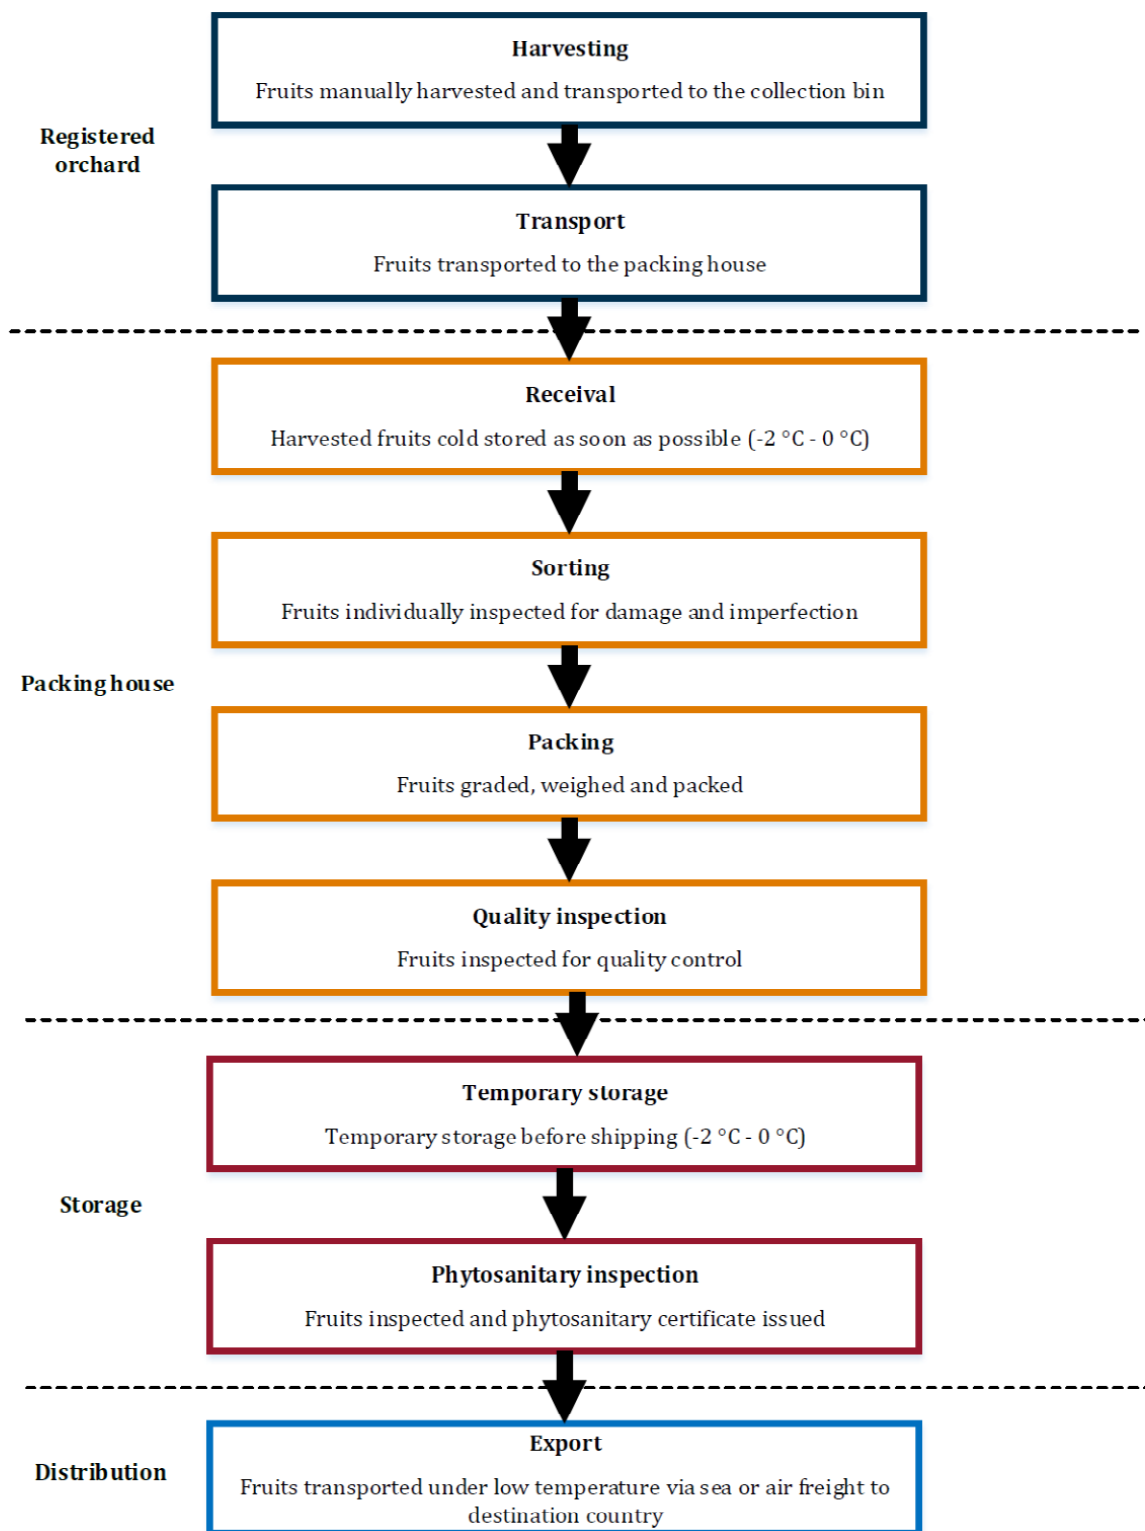 Harvesting
Fruits manually harvested and transported to the collection bin
Registered
orchard
Transport
Fruits transported to the packing house
Receival
Harvested fruits cold stored as soon as possible (-2 °C - 0 °C)
Sorting
Fruits individually inspected for damage and imperfection
Packing house
Packing
Fruits graded, weighed and packed
Quality inspection
Fruits inspected for quality control
Temporary storage
Temporary storage before shipping (-2 °C - 0 °C)
Storage
Phytosanitary inspection
Fruits inspected and phytosanitary certificate issued
Export
Distribution
Fruits transported under low temperature via sea or air freight to
destination country